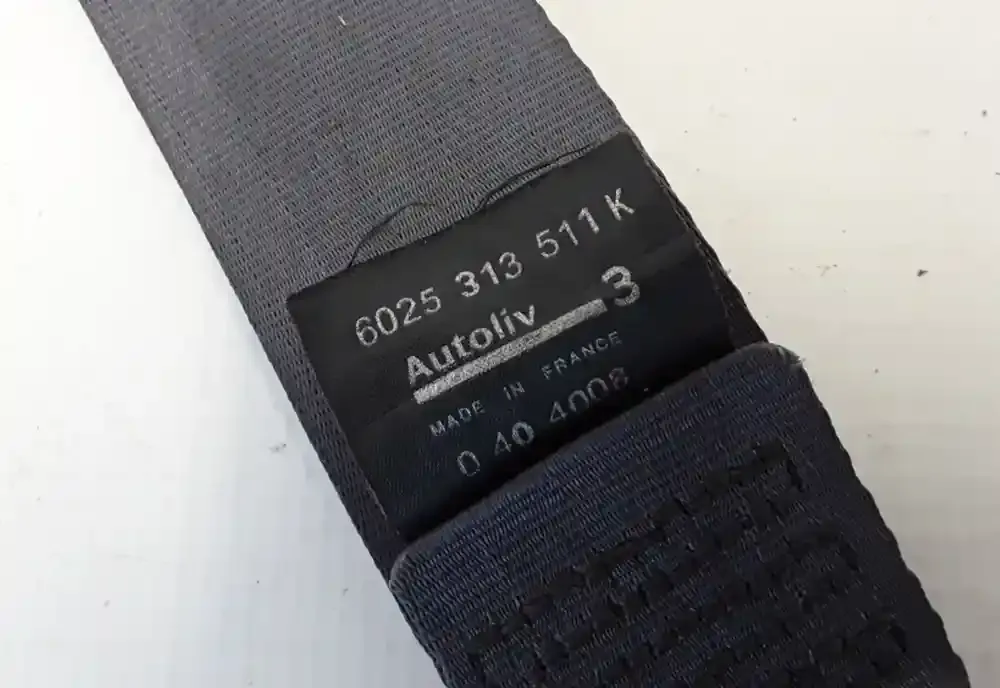 6025 313 511 K
Autoliv 3
MADE IN FRANCE
0 40 4008